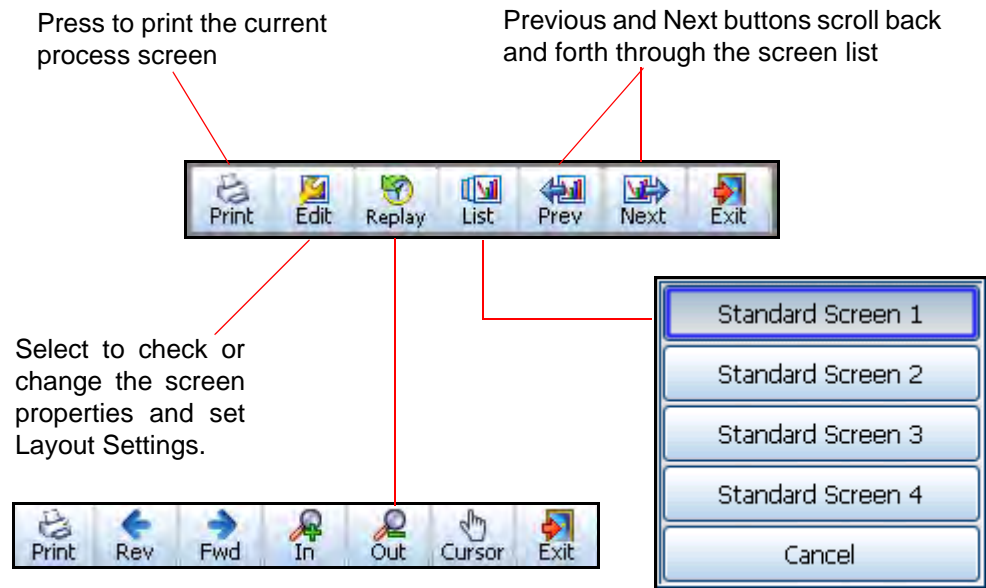 Press to print the current
process screen
Previous and Next buttons scroll back
and forth through the screen list
Print Edit Replay List Prev Next Exit
Select to check or
change the screen
properties and set
Layout Settings.
Standard Screen 1
Standard Screen 2
Standard Screen 3
Standard Screen 4
Cancel
Print Rev Fwd In Out Cursor Exit